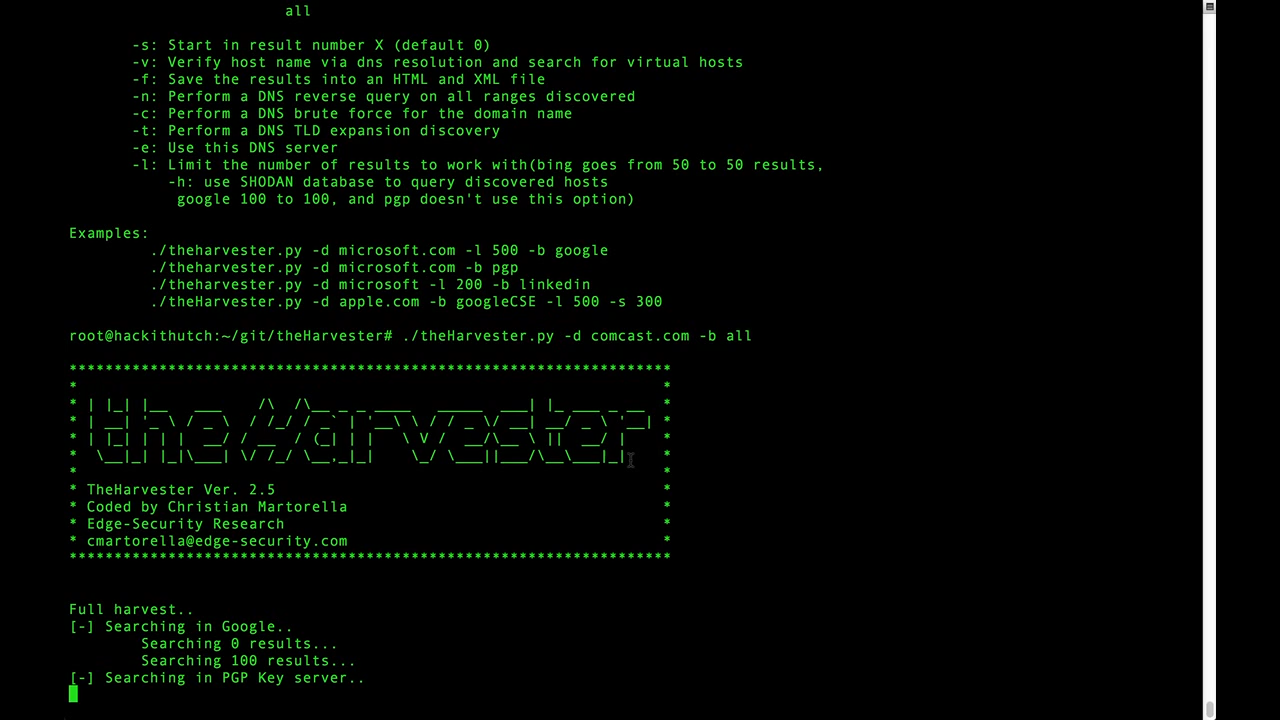 all
-s: Start in result number X (default 0)
-v: Verify host name via dns resolution and search for virtual hosts
-f: Save the results into an HTML and XML file
-n: Perform a DNS reverse query on all ranges discovered
-c: Perform a DNS brute force for the domain name
-t: Perform a DNS TLD expansion discovery
-e: Use this DNS server
-l: Limit the number of results to work with(bing goes from 50 to 50 results,
-h: use SHODAN database to query discovered hosts
google 100 to 100, and pgp doesn't use this option)
Examples:
./theharvester.py -d microsoft.com -l 500 -b google
./theharvester.py -d microsoft.com -b pgp
./theharvester.py -d microsoft -l 200 -b linkedin
./theHarvester.py -d apple.com -b googleCSE -l 500 -s 300
root@hackithutch:~/git/theHarvester# ./theHarvester.py -d comcast.com -b all
*******************************************************************
theHarvester
* TheHarvester Ver. 2.5 *
* Coded by Christian Martorella *
* Edge-Security Research *
* cmartorella@edge-security.com *
*******************************************************************
Full harvest..
[-] Searching in Google..
Searching 0 results...
Searching 100 results...
[-] Searching in PGP Key server..